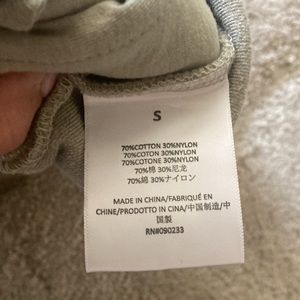 S
70%COTTON 30%NYLON
70%COTON 30%NYLON
70%COTONE 30%NYLON
70%棉 30%尼龙
70%綿 30%ナイロン
MADE IN CHINA/FABRIQUÉ EN
CHINE/PRODOTTO IN CINA/中国制造/中
国製
RN#090233